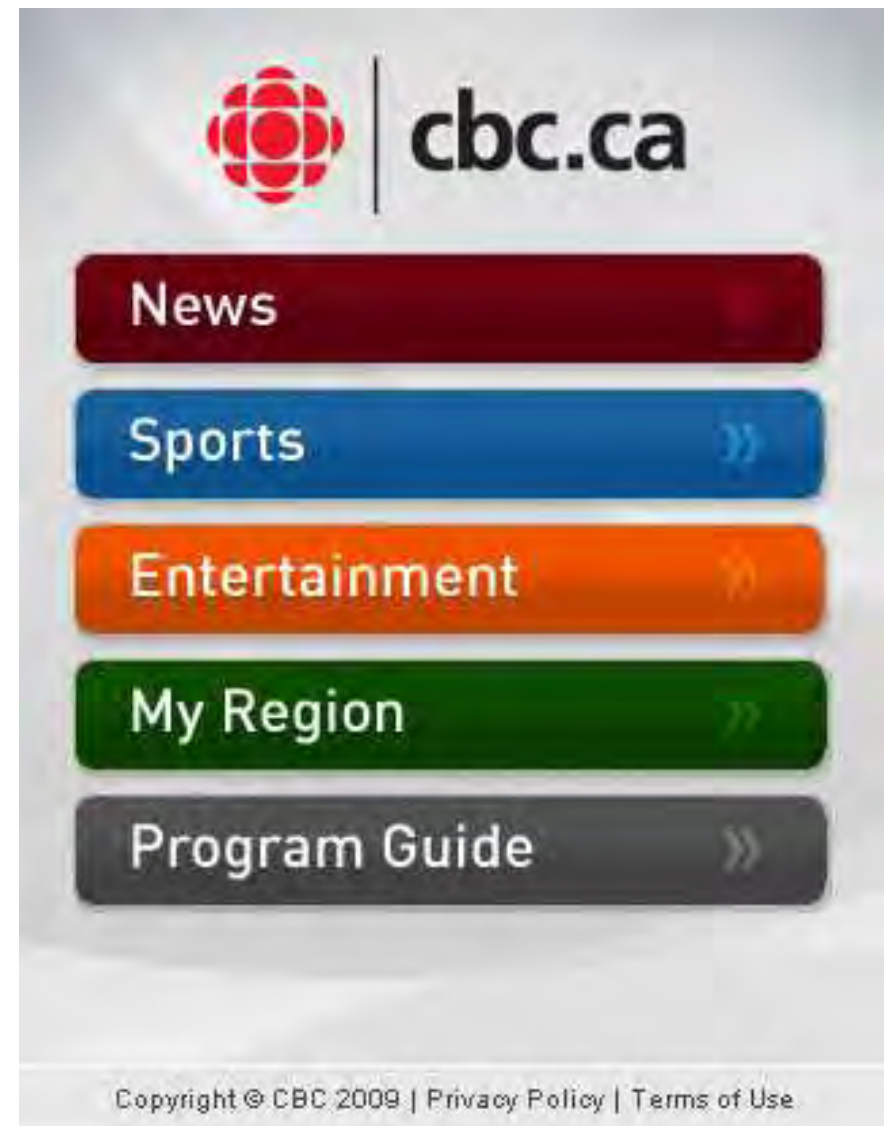 cbc.ca
News
Sports
Entertainment
My Region
Program Guide
Copyright © CBC 2009 | Privacy Policy | Terms of Use